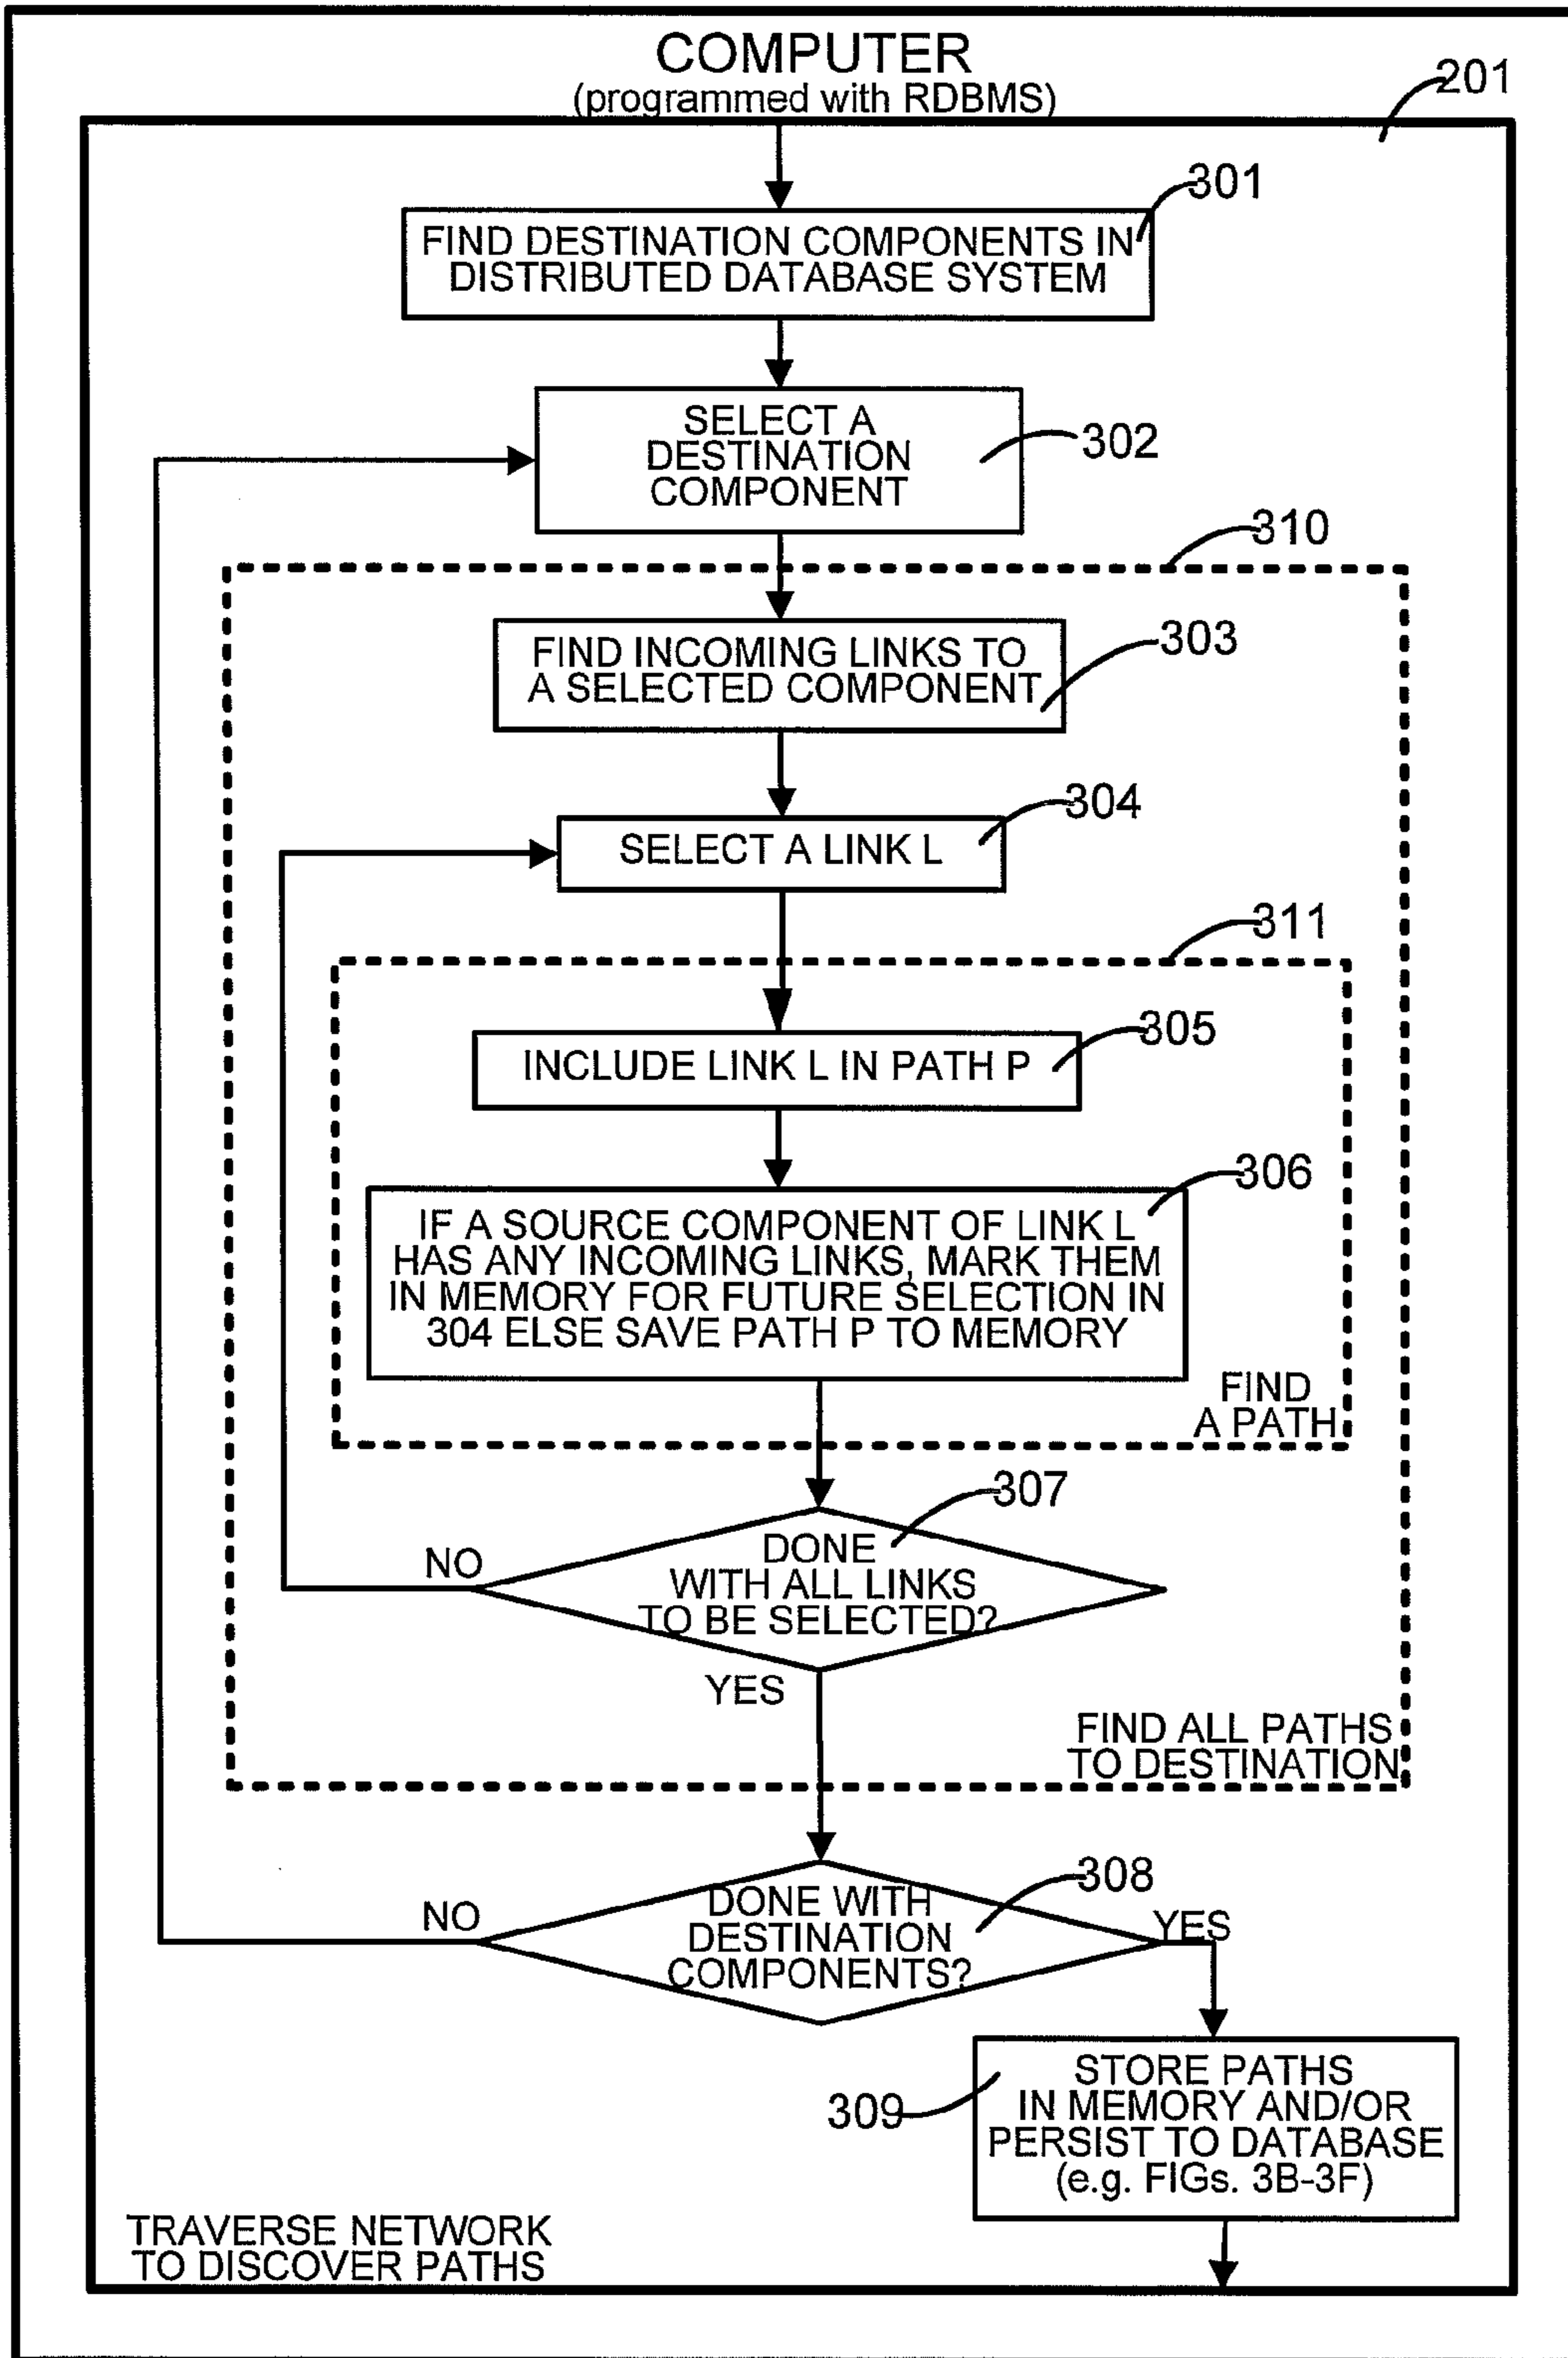 COMPUTER
(programmed with RDBMS)
201
301
FIND DESTINATION COMPONENTS IN
DISTRIBUTED DATABASE SYSTEM
SELECT A
DESTINATION
COMPONENT
302
310
FIND INCOMING LINKS TO
A SELECTED COMPONENT
303
304
SELECT A LINK L
311
305
INCLUDE LINK L IN PATH P
306
IF A SOURCE COMPONENT OF LINK L
HAS ANY INCOMING LINKS, MARK THEM
IN MEMORY FOR FUTURE SELECTION IN
304 ELSE SAVE PATH P TO MEMORY
FIND
A PATH
307
NO
DONE
WITH ALL LINKS
TO BE SELECTED?
YES
FIND ALL PATHS
TO DESTINATION
308
NO
DONE WITH
DESTINATION
COMPONENTS?
YES
309
STORE PATHS
IN MEMORY AND/OR
PERSIST TO DATABASE
(e.g. FIGs. 3B-3F)
TRAVERSE NETWORK
TO DISCOVER PATHS